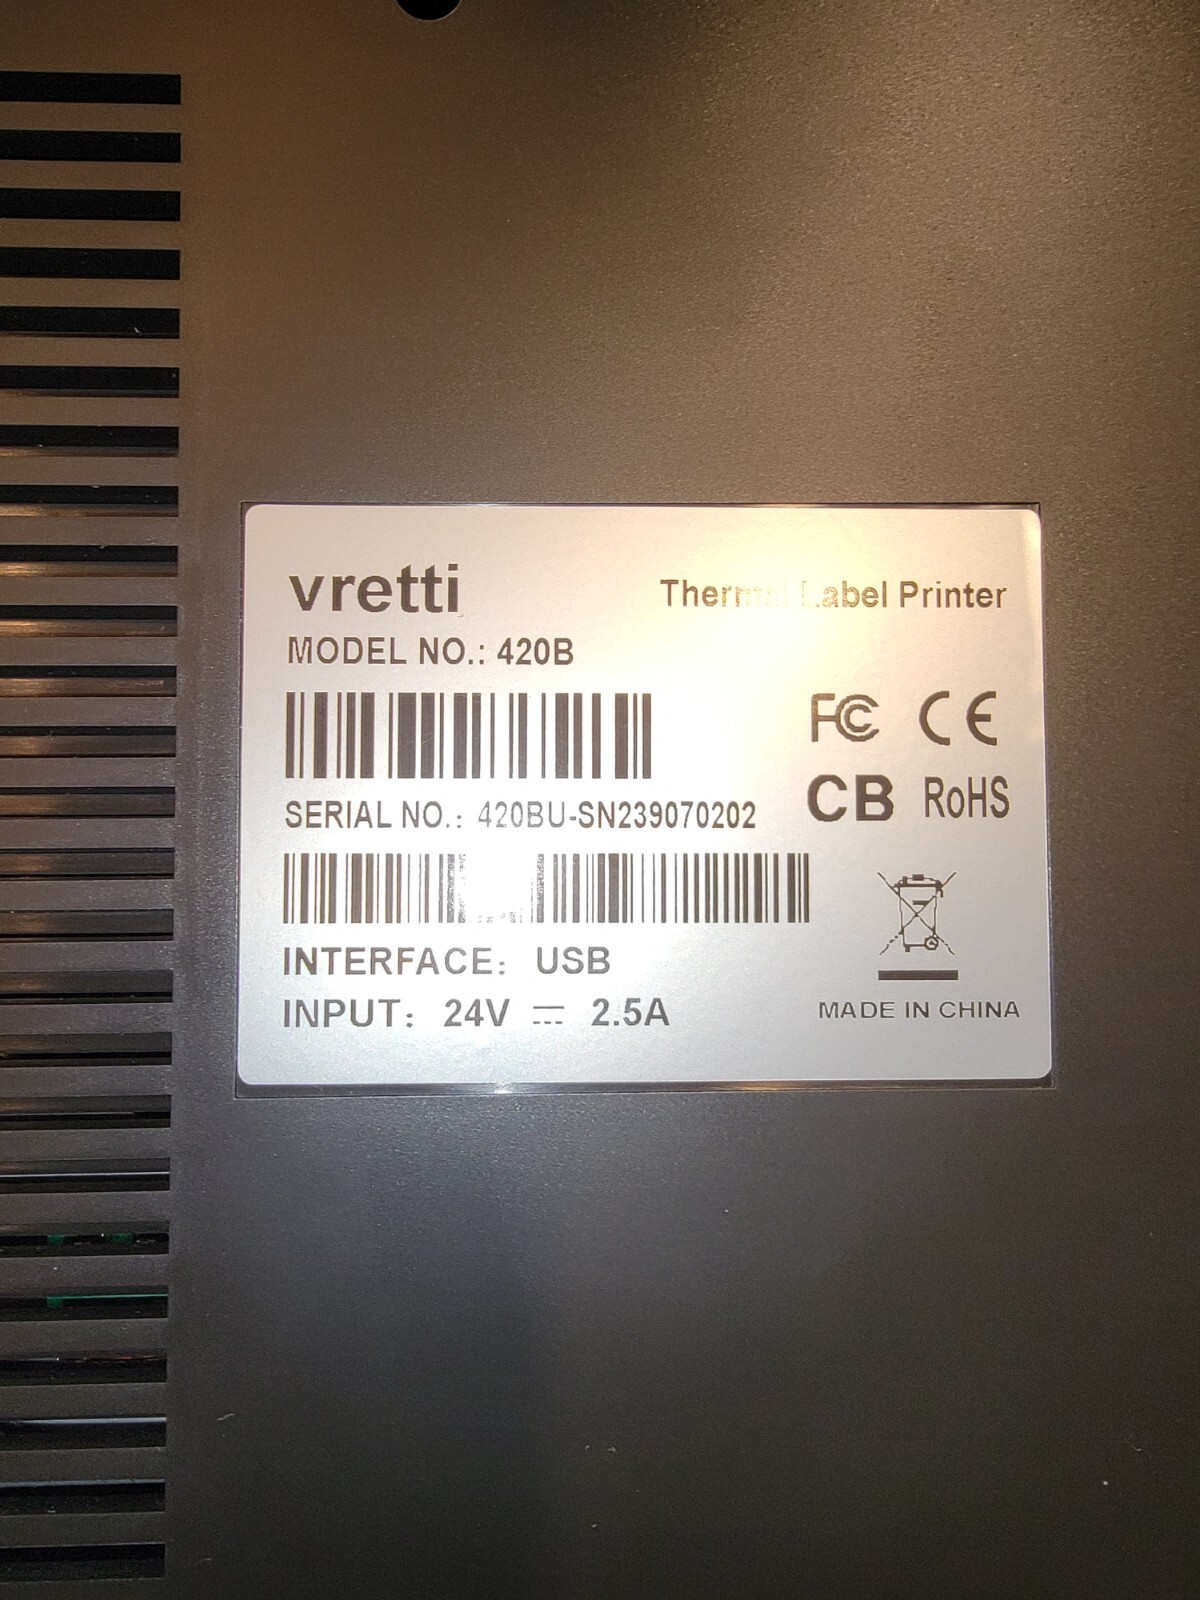 vretti
Thermal Label Printer
MODEL NO.: 420B
FC CE
CB RoHS
SERIAL NO.: 420BU-SN239070202
INTERFACE: USB
INPUT: 24V ⎓ 2.5A
MADE IN CHINA